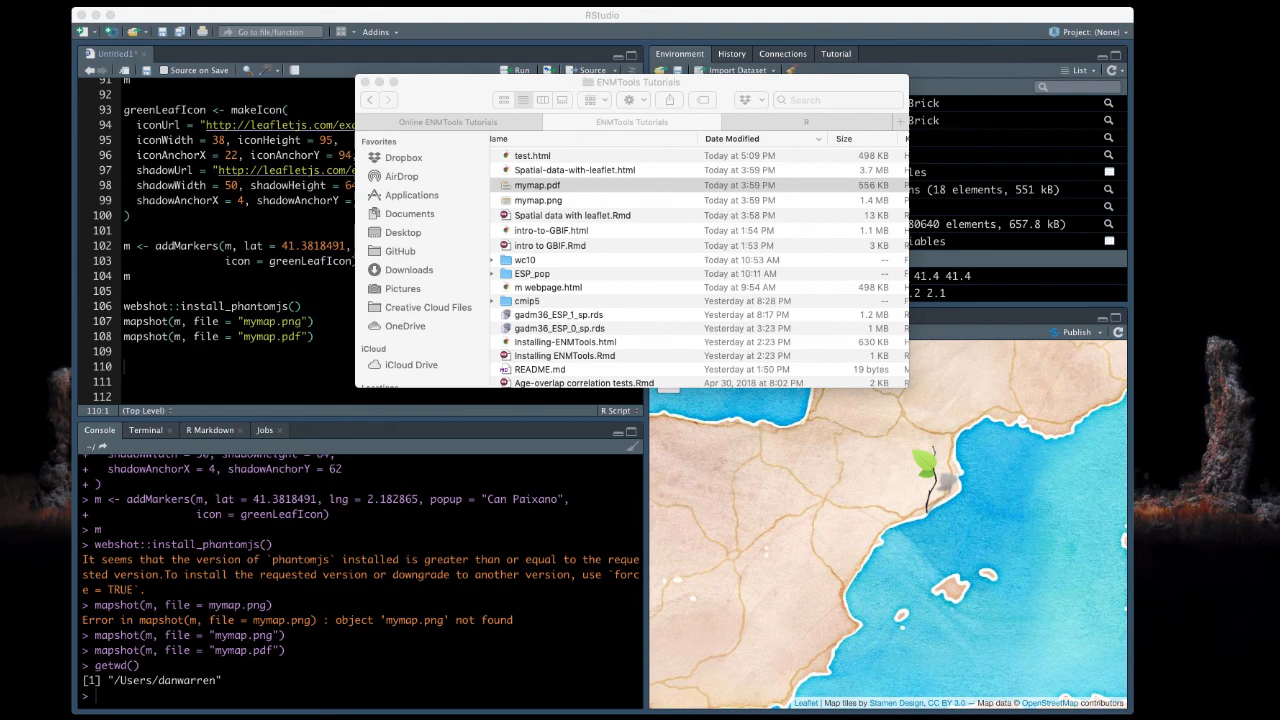 RStudio
Go to file/function
Addins
Project: (None)
Untitled1*
Source on Save
Run
Source
91 m
92
93 greenLeafIcon <- makeIcon(
94 iconUrl = "http://leafletjs.com/exa
95 iconWidth = 38, iconHeight = 95,
96 iconAnchorX = 22, iconAnchorY = 94,
97 shadowUrl = "http://leafletjs.com/e
98 shadowWidth = 50, shadowHeight = 64
99 shadowAnchorX = 4, shadowAnchorY =
100 )
101
102 m <- addMarkers(m, lat = 41.3818491,
103 icon = greenLeafIcon)
104 m
105
106 webshot::install_phantomjs()
107 mapshot(m, file = "mymap.png")
108 mapshot(m, file = "mymap.pdf")
109
110
111
112
110:1 (Top Level)
R Script
ENMTools Tutorials
Search
Online ENMTools Tutorials
ENMTools Tutorials
R
Favorites
Dropbox
AirDrop
Applications
Documents
Desktop
GitHub
Downloads
Pictures
Creative Cloud Files
OneDrive
iCloud
iCloud Drive
Locations
lame Date Modified Size
test.html Today at 5:09 PM 498 KB
Spatial-data-with-leaflet.html Today at 3:59 PM 3.7 MB
mymap.pdf Today at 3:59 PM 556 KB
mymap.png Today at 3:59 PM 1.4 MB
Spatial data with leaflet.Rmd Today at 3:58 PM 13 KB
intro-to-GBIF.html Today at 1:54 PM 1.1 MB
intro to GBIF.Rmd Today at 1:53 PM 3 KB
wc10 Today at 10:53 AM --
ESP_pop Today at 10:11 AM --
m webpage.html Today at 9:54 AM 498 KB
cmip5 Yesterday at 8:28 PM --
gadm36_ESP_1_sp.rds Yesterday at 8:17 PM 1.2 MB
gadm36_ESP_0_sp.rds Yesterday at 3:23 PM 1 MB
Installing-ENMTools.html Yesterday at 2:23 PM 630 KB
Installing ENMTools.Rmd Yesterday at 2:23 PM 1 KB
README.md Yesterday at 1:50 PM 19 bytes
Age-overlap correlation tests.Rmd Apr 30, 2018 at 8:02 PM 2 KB
Environment History Connections Tutorial
Import Dataset
List
Brick
Brick
es
les
ns (18 elements, 551 kB)
80640 elements, 657.8 kB)
iables
41.4 41.4
.2 2.1
Publish
Console Terminal R Markdown Jobs
~/
+ shadowWidth = 50, shadowHeight = 64,
+ shadowAnchorX = 4, shadowAnchorY = 62
+ )
> m <- addMarkers(m, lat = 41.3818491, lng = 2.182865, popup = "Can Paixano",
+ icon = greenLeafIcon)
> m
> webshot::install_phantomjs()
It seems that the version of `phantomjs` installed is greater than or equal to the reque
sted version.To install the requested version or downgrade to another version, use `forc
e = TRUE`.
> mapshot(m, file = mymap.png)
Error in mapshot(m, file = mymap.png) : object 'mymap.png' not found
> mapshot(m, file = "mymap.png")
> mapshot(m, file = "mymap.pdf")
> getwd()
[1] "/Users/danwarren"
>
Leaflet | Map tiles by Stamen Design, CC BY 3.0 — Map data © OpenStreetMap contributors